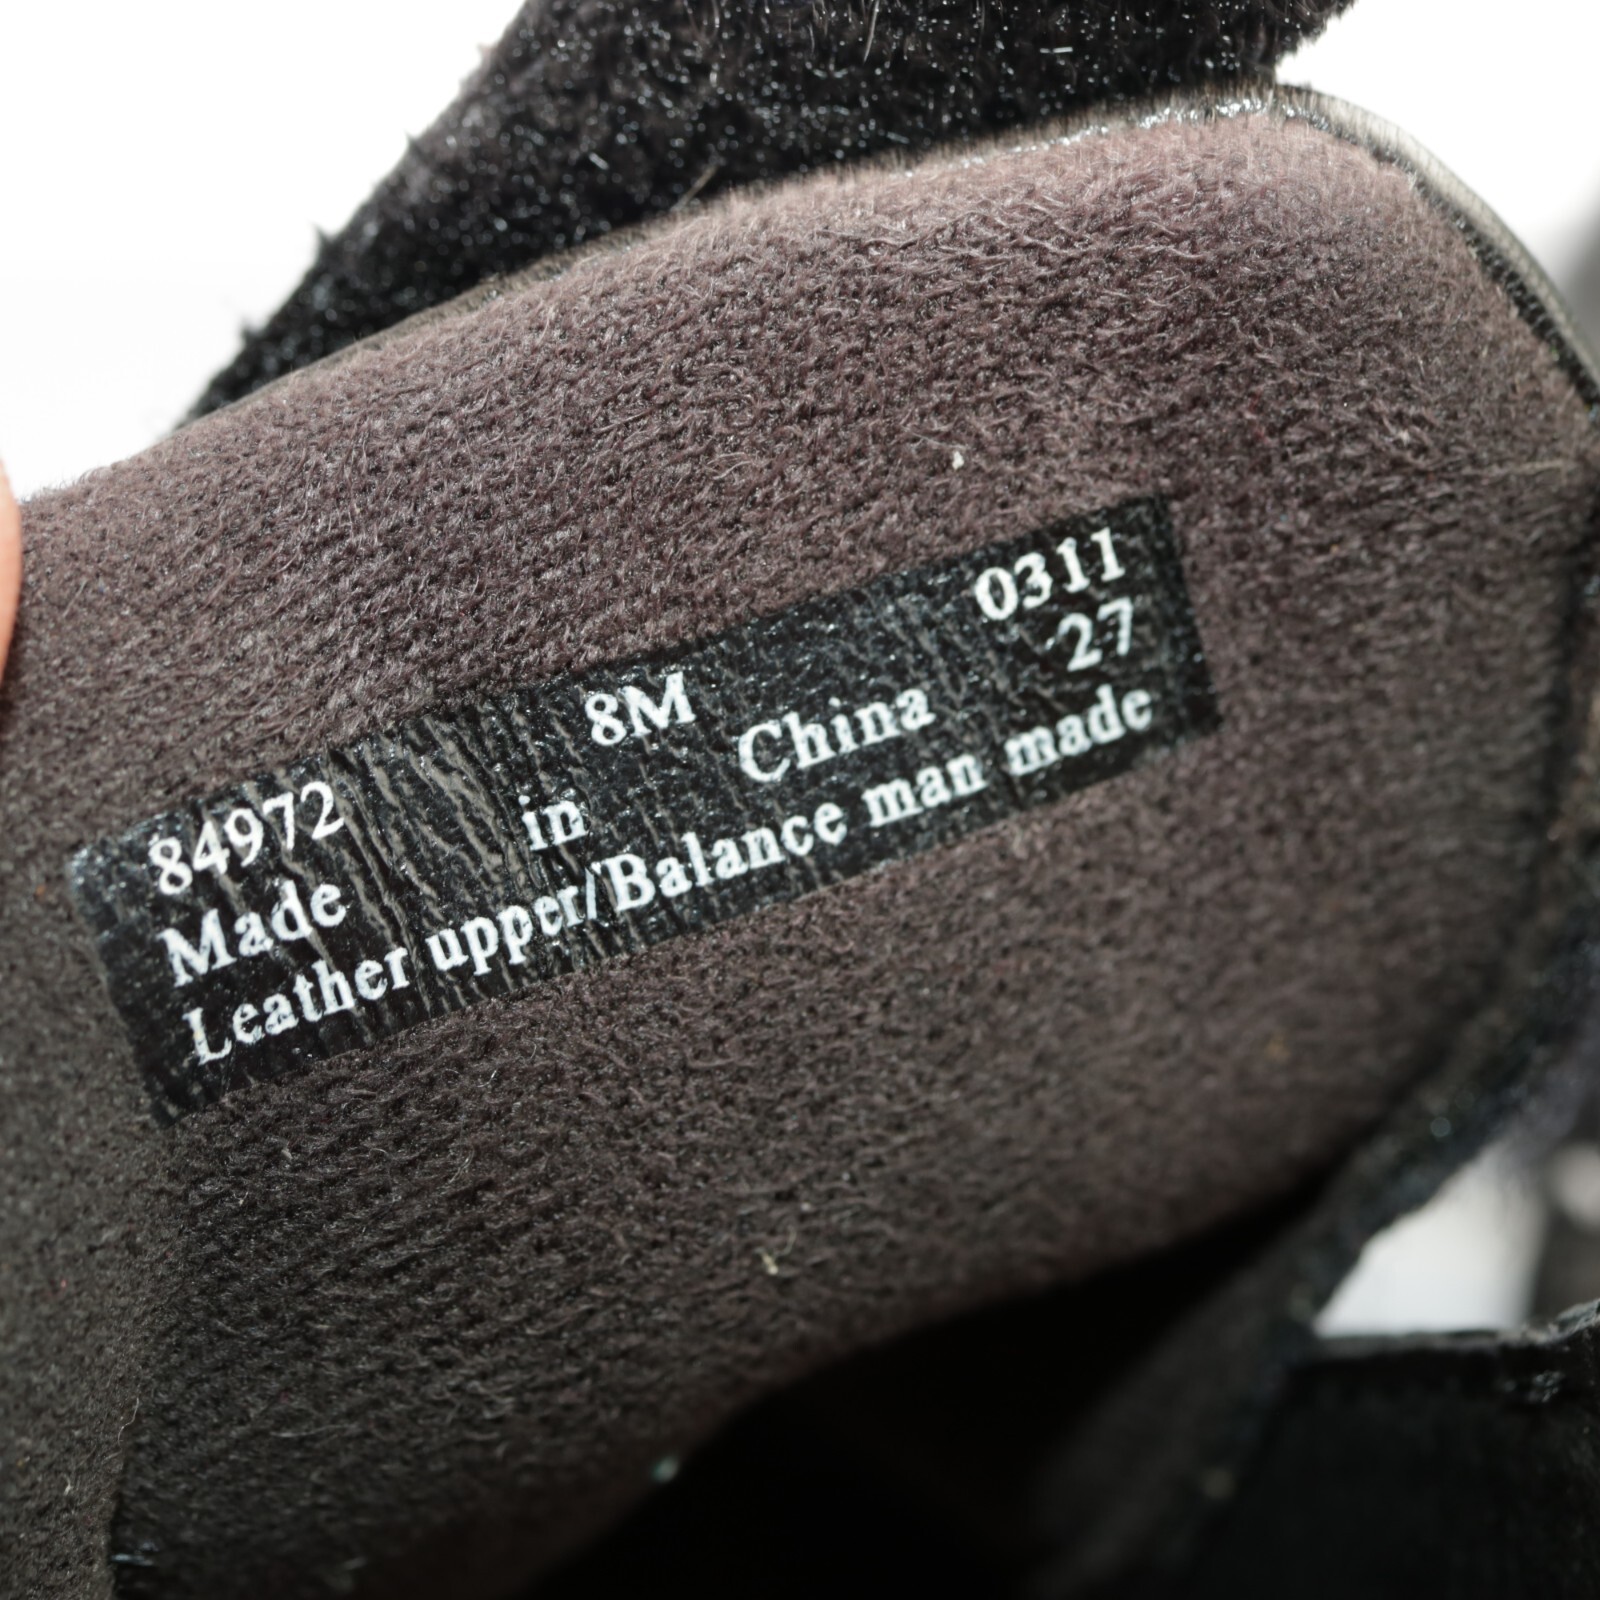 84972 8M 0311
27
Made in China
Leather upper/Balance man made